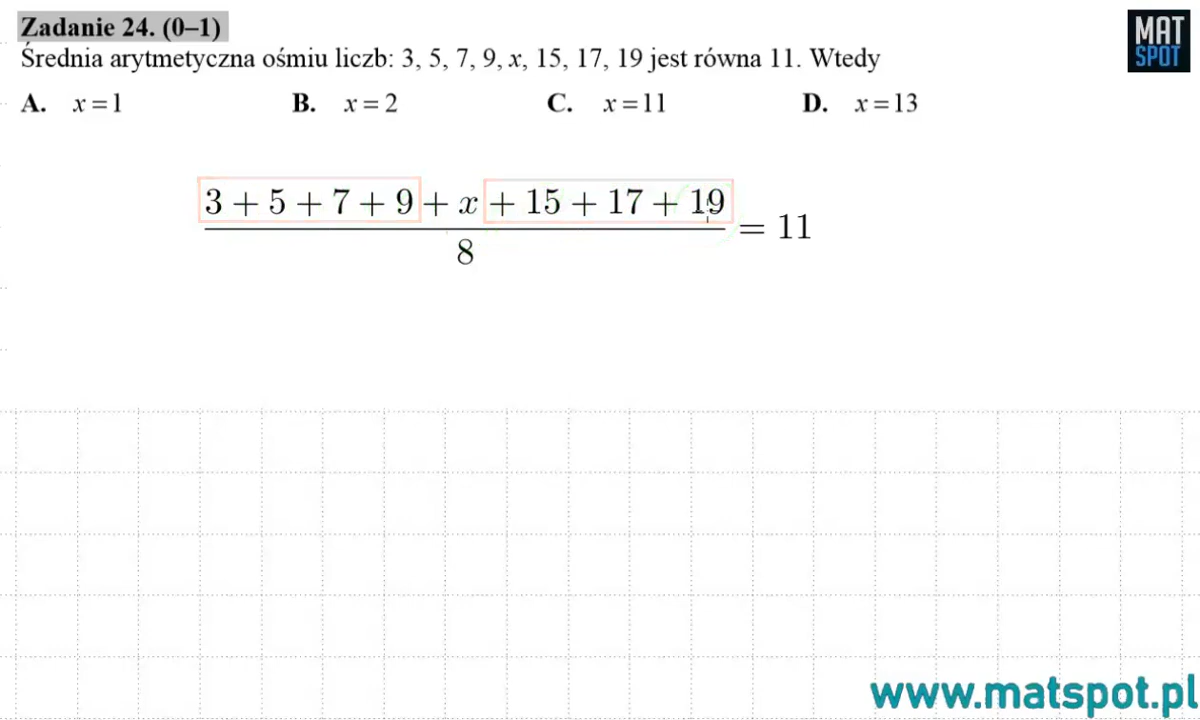 Zadanie 24. (0–1)
Średnia arytmetyczna ośmiu liczb: 3, 5, 7, 9, x, 15, 17, 19 jest równa 11. Wtedy
A. x = 1 B. x = 2 C. x = 11 D. x = 13
MAT
SPOT
3 + 5 + 7 + 9 + x + 15 + 17 + 19
= 11
8
www.matspot.pl